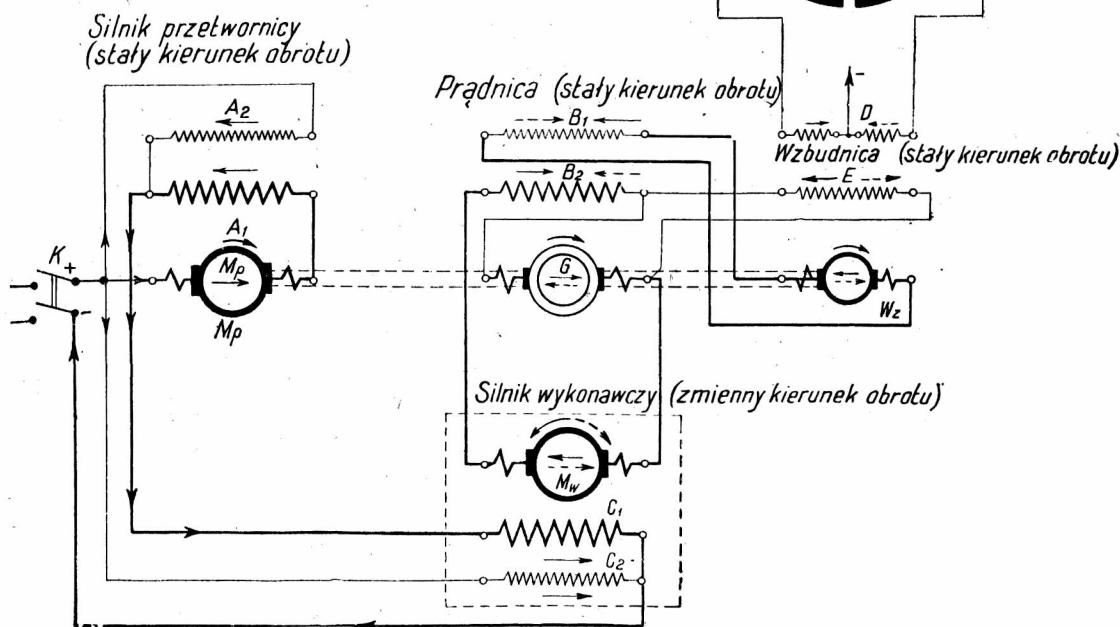 Silnik przetwornicy
(stały kierunek obrotu)
A2
A1
K
+
-
Mp
Mp
Prądnica (stały kierunek obrotu)
B1
B2
G
-
D
Wzbudnica (stały kierunek obrotu)
E
Wz
Silnik wykonawczy (zmienny kierunek obrotu)
Mw
C1
C2